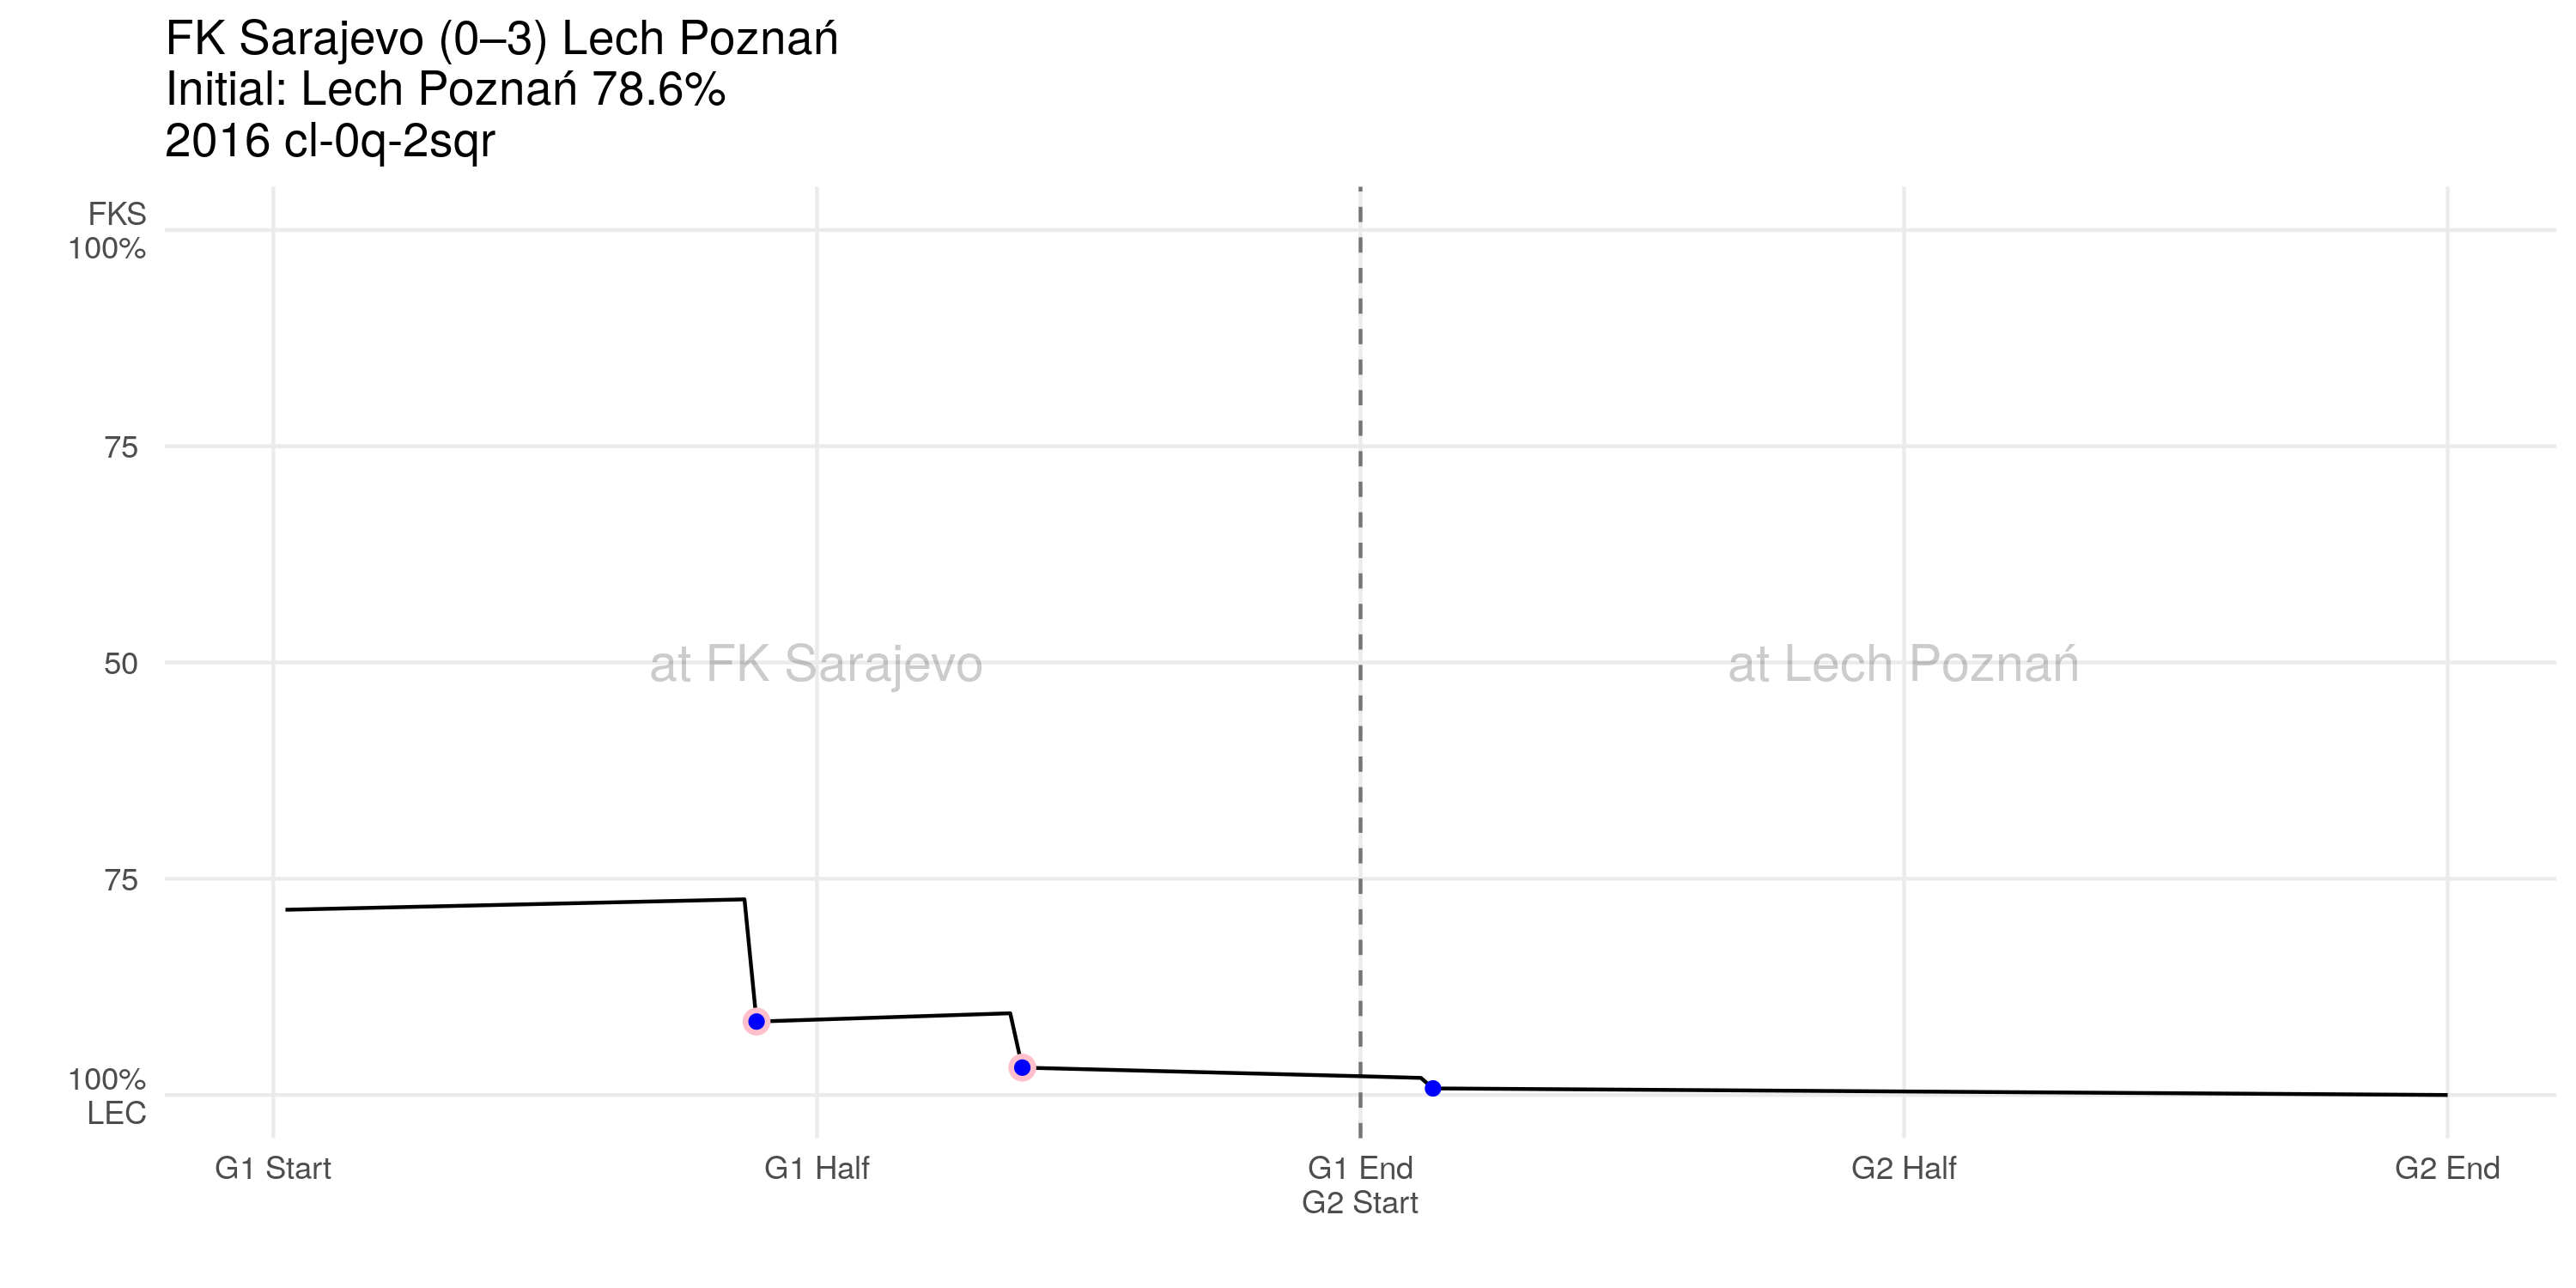 FK Sarajevo (0–3) Lech Poznań
Initial: Lech Poznań 78.6%
2016 cl-0q-2sqr
FKS
100%
75
50
75
100%
LEC
at FK Sarajevo
at Lech Poznań
G1 Start
G1 Half
G1 End
G2 Start
G2 Half
G2 End